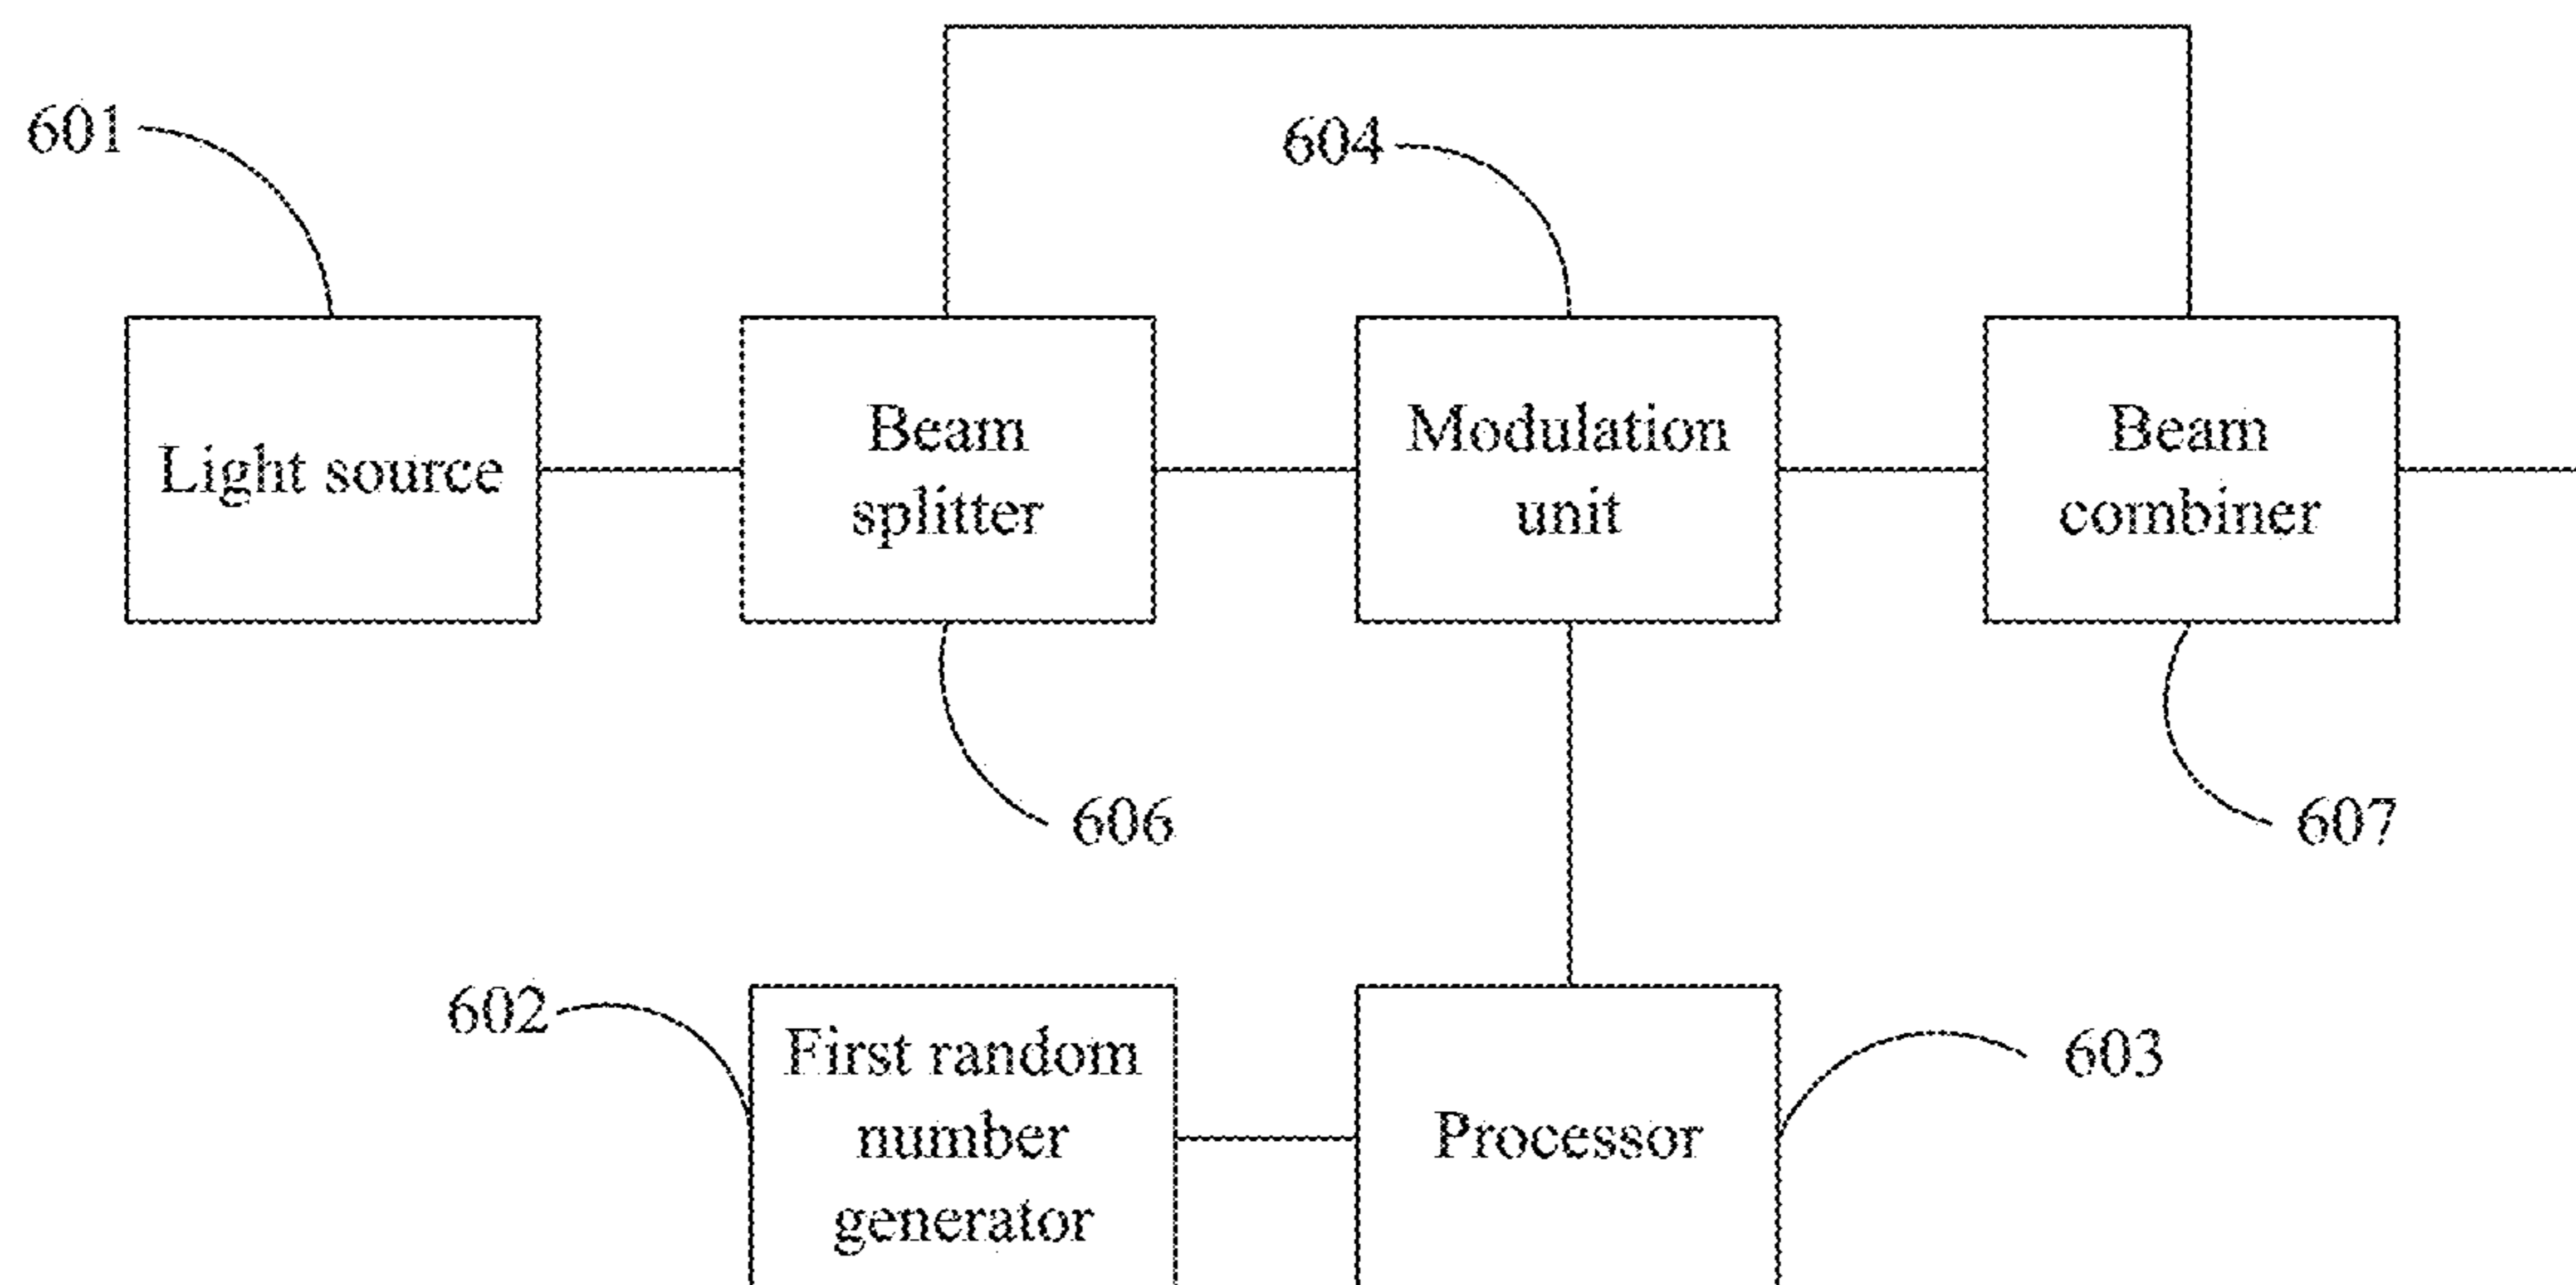 601
604
Light source
Beam
splitter
Modulation
unit
Beam
combiner
606
607
602
First random
number
generator
Processor
603